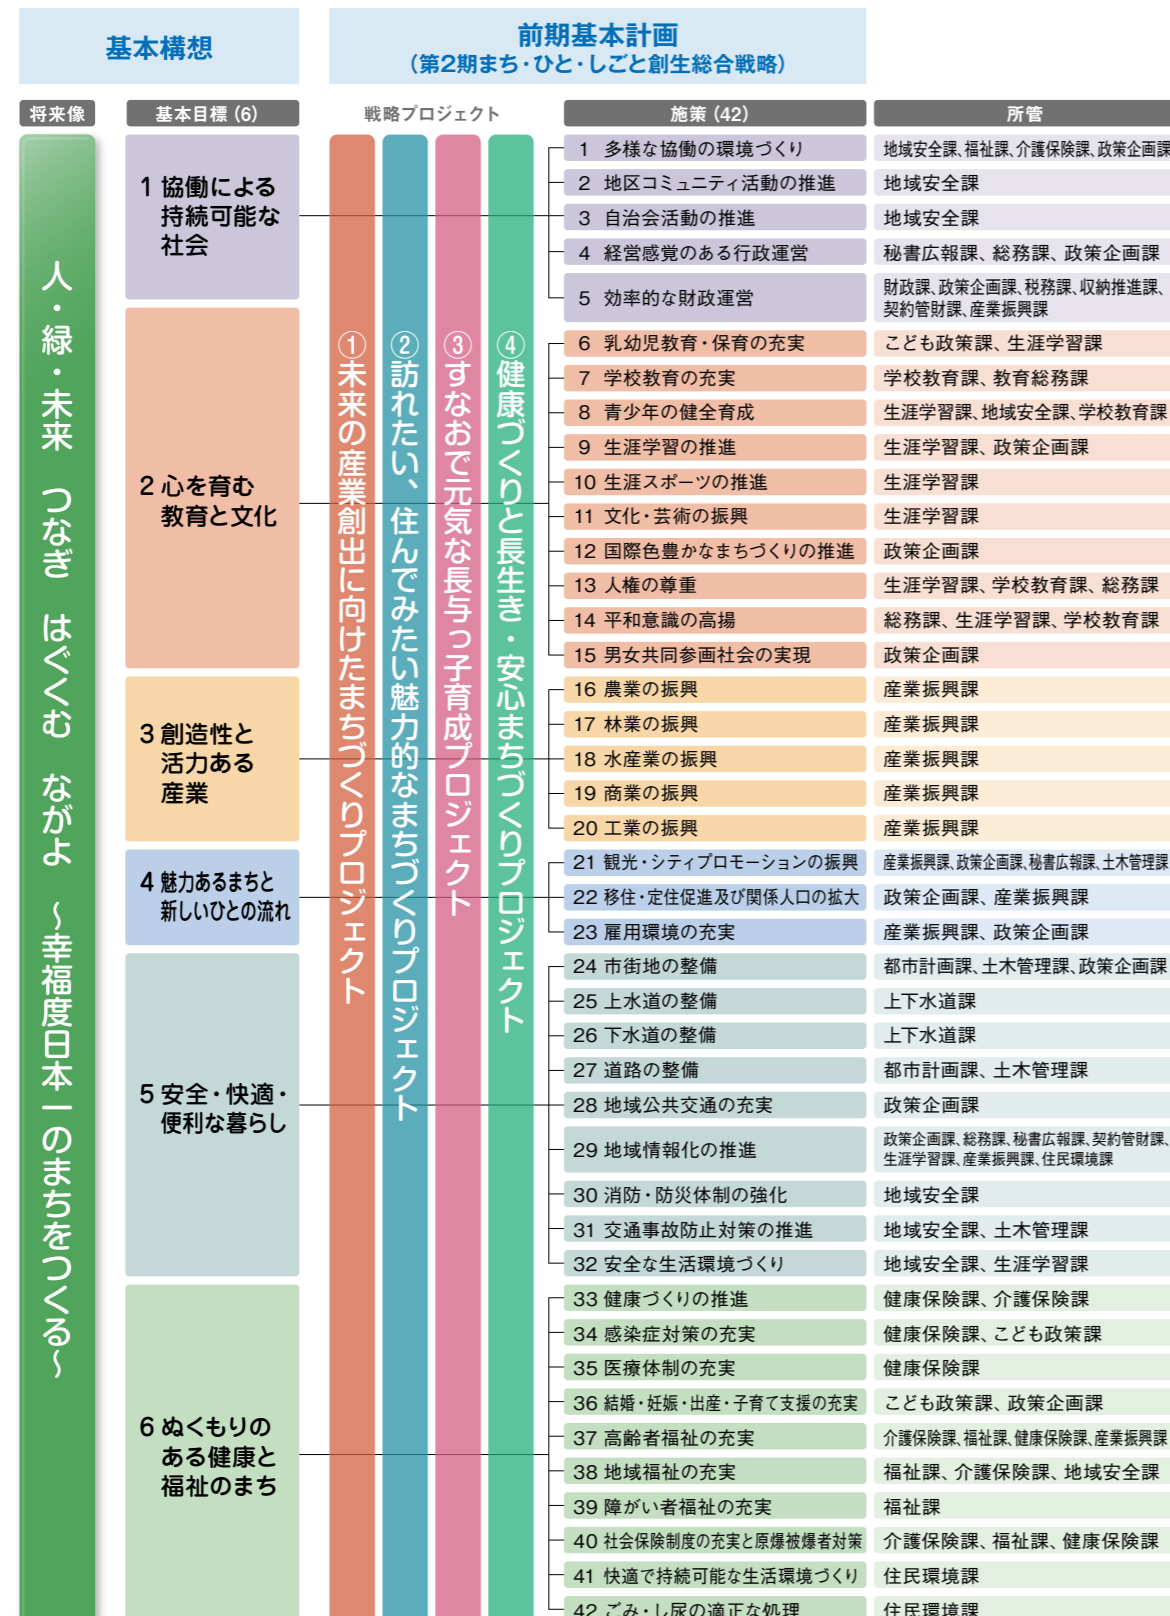 基本構想
前期基本計画
（第2期まち・ひと・しごと創生総合戦略）
将来像
基本目標（6）
戦略プロジェクト
施策（42）
所管
人・緑・未来 つなぎ はぐくむ ながよ ～幸福度日本一のまちをつくる～
①未来の産業創出に向けたまちづくりプロジェクト
②訪れたい、住んでみたい魅力的なまちづくりプロジェクト
③すなおで元気な長与っ子育成プロジェクト
④健康づくりと長生き・安心まちづくりプロジェクト
1 協働による
持続可能な
社会
1 多様な協働の環境づくり
地域安全課、福祉課、介護保険課、政策企画課
2 地区コミュニティ活動の推進
地域安全課
3 自治会活動の推進
地域安全課
4 経営感覚のある行政運営
秘書広報課、総務課、政策企画課
5 効率的な財政運営
財政課、政策企画課、税務課、収納推進課、
契約管財課、産業振興課
2 心を育む
教育と文化
6 乳幼児教育・保育の充実
こども政策課、生涯学習課
7 学校教育の充実
学校教育課、教育総務課
8 青少年の健全育成
生涯学習課、地域安全課、学校教育課
9 生涯学習の推進
生涯学習課、政策企画課
10 生涯スポーツの推進
生涯学習課
11 文化・芸術の振興
生涯学習課
12 国際色豊かなまちづくりの推進
政策企画課
13 人権の尊重
生涯学習課、学校教育課、総務課
14 平和意識の高揚
総務課、生涯学習課、学校教育課
15 男女共同参画社会の実現
政策企画課
3 創造性と
活力ある
産業
16 農業の振興
産業振興課
17 林業の振興
産業振興課
18 水産業の振興
産業振興課
19 商業の振興
産業振興課
20 工業の振興
産業振興課
4 魅力あるまちと
新しいひとの流れ
21 観光・シティプロモーションの振興
産業振興課、政策企画課、秘書広報課、土木管理課
22 移住・定住促進及び関係人口の拡大
政策企画課、産業振興課
23 雇用環境の充実
産業振興課、政策企画課
5 安全・快適・
便利な暮らし
24 市街地の整備
都市計画課、土木管理課、政策企画課
25 上水道の整備
上下水道課
26 下水道の整備
上下水道課
27 道路の整備
都市計画課、土木管理課
28 地域公共交通の充実
政策企画課
29 地域情報化の推進
政策企画課、総務課、秘書広報課、契約管財課、
生涯学習課、産業振興課、住民環境課
30 消防・防災体制の強化
地域安全課
31 交通事故防止対策の推進
地域安全課、土木管理課
32 安全な生活環境づくり
地域安全課、生涯学習課
6 ぬくもりの
ある健康と
福祉のまち
33 健康づくりの推進
健康保険課、介護保険課
34 感染症対策の充実
健康保険課、こども政策課
35 医療体制の充実
健康保険課
36 結婚・妊娠・出産・子育て支援の充実
こども政策課、政策企画課
37 高齢者福祉の充実
介護保険課、福祉課、健康保険課、産業振興課
38 地域福祉の充実
福祉課、介護保険課、地域安全課
39 障がい者福祉の充実
福祉課
40 社会保険制度の充実と原爆被爆者対策
介護保険課、福祉課、健康保険課
41 快適で持続可能な生活環境づくり
住民環境課
42 ごみ・し尿の適正な処理
住民環境課